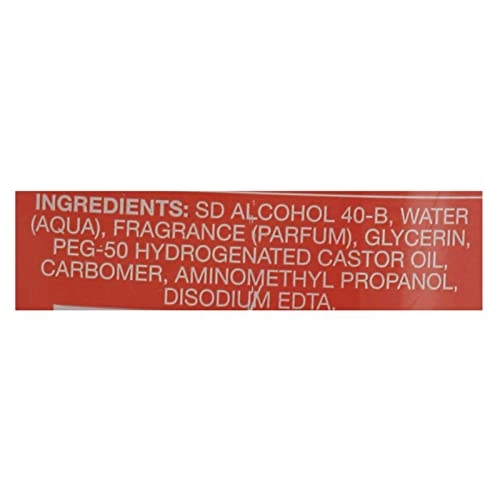 INGREDIENTS: SD ALCOHOL 40-B, WATER
(AQUA), FRAGRANCE (PARFUM), GLYCERIN,
PEG-50 HYDROGENATED CASTOR OIL,
CARBOMER, AMINOMETHYL PROPANOL,
DISODIUM EDTA.